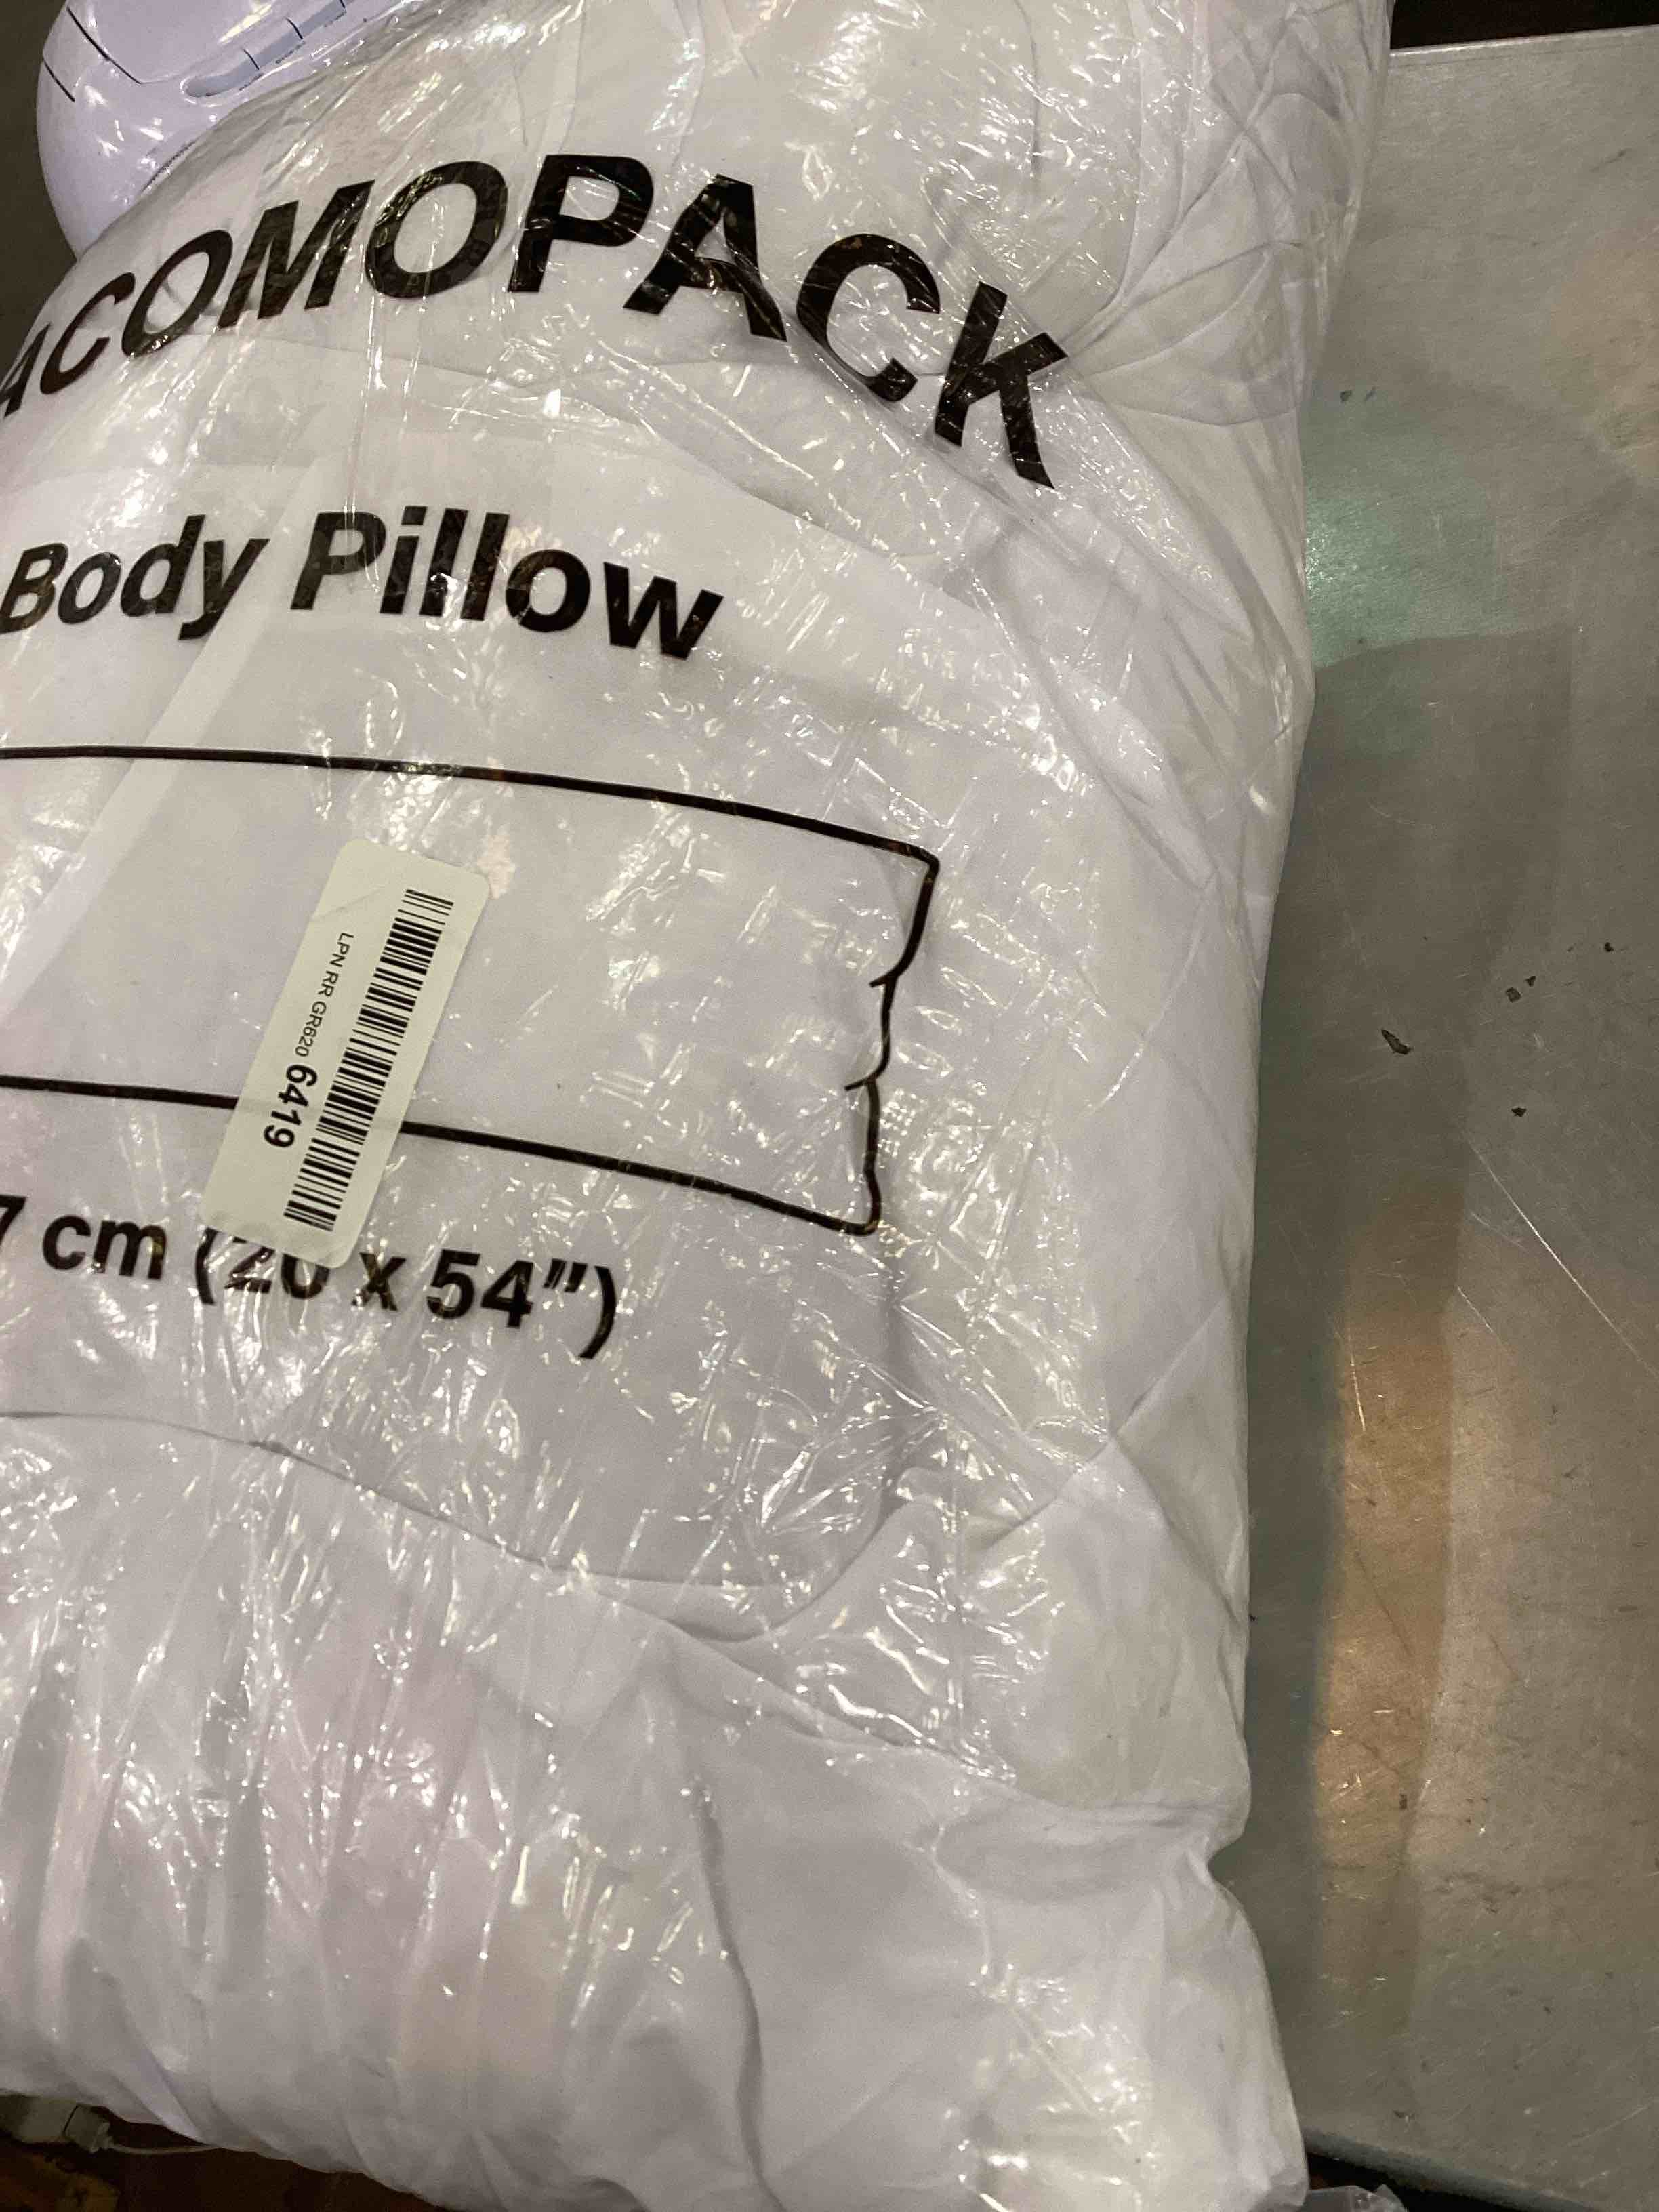 ACOMOPACK
Body Pillow
LPN RR GR620 6419
7 cm (20 x 54")